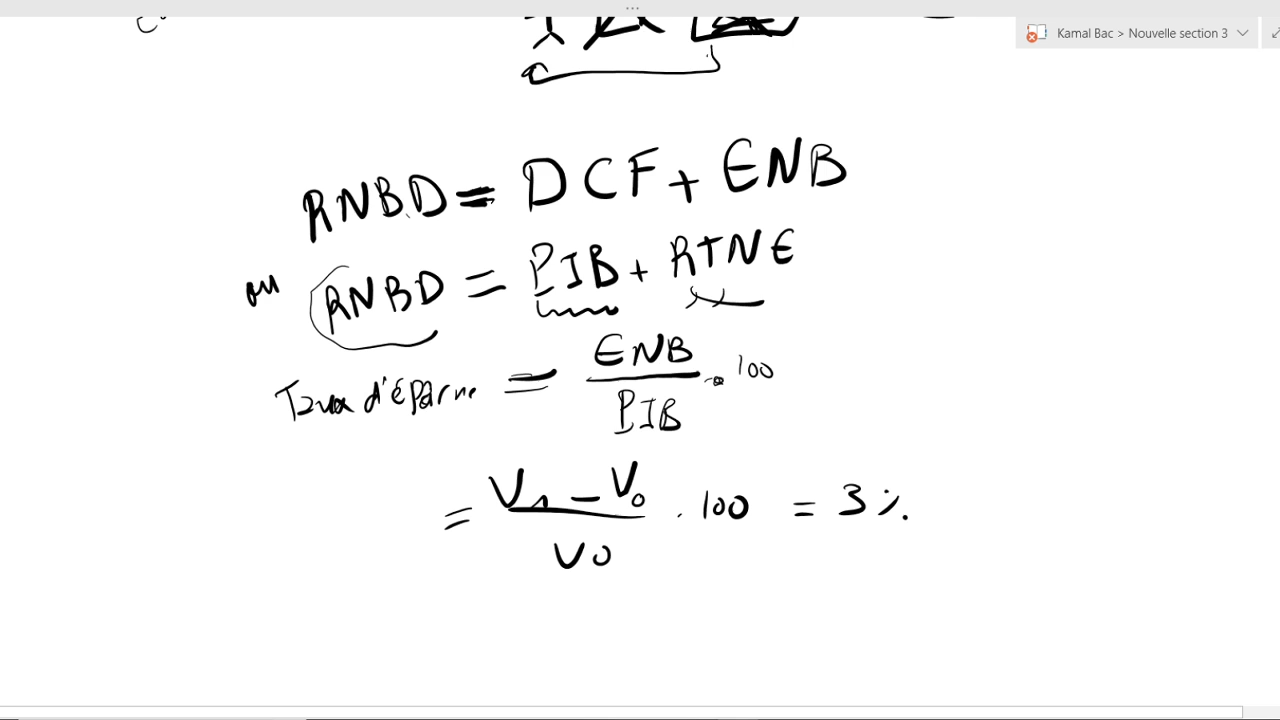 Kamal Bac > Nouvelle section 3
RNBD = DCF + ENB
ou RNBD = PIB + RTNE
Taux d'éparne = ENB / PIB . 100
= V1 - V0 / V0 . 100 = 3 %.